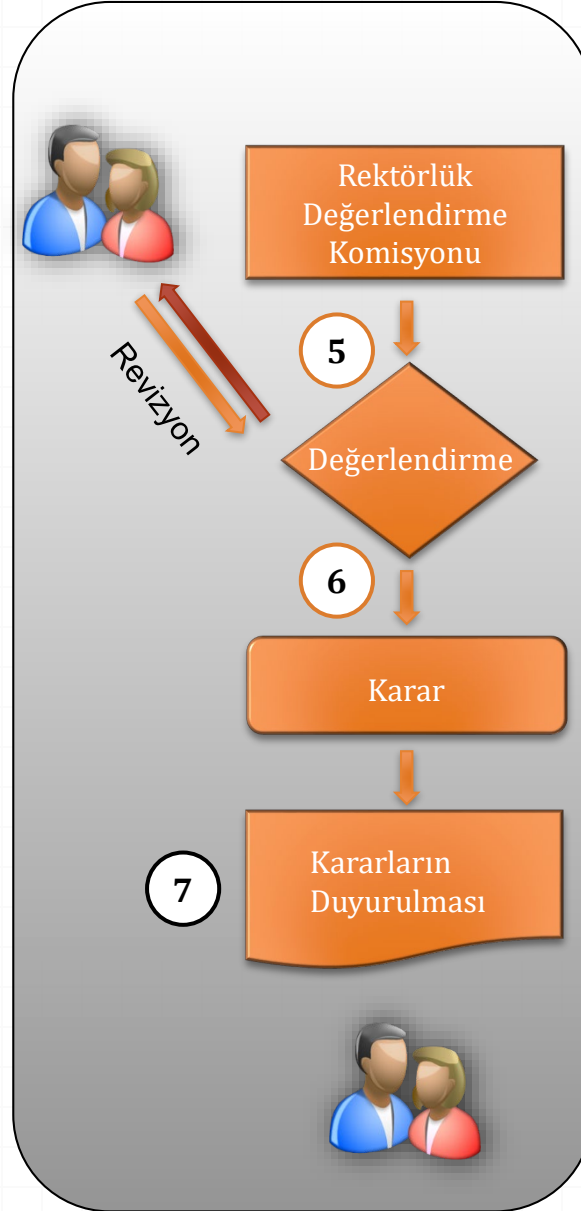 Rektörlük
Değerlendirme
Komisyonu
5
Revizyon
Değerlendirme
6
Karar
7
Kararların
Duyurulması